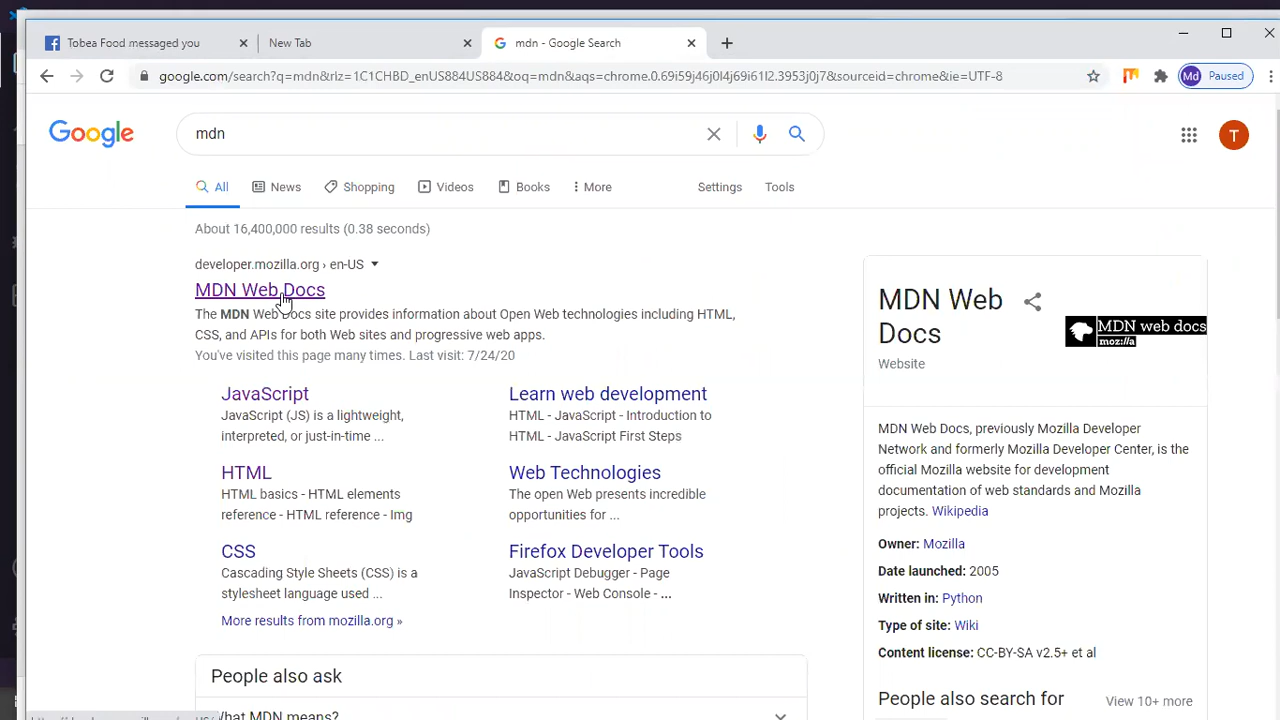 Tobea Food messaged you
New Tab
mdn - Google Search
google.com/search?q=mdn&riz=1C1CHBD_enUS884US884&oq=mdn&aqs=chrome.0.69i59j46j0l4j69i61l2.3953j0j7&sourceid=chrome&ie=UTF-8
Md Paused
Google
mdn
T
All News Shopping Videos Books More Settings Tools
About 16,400,000 results (0.38 seconds)
developer.mozilla.org › en-US
MDN Web Docs
The MDN Web Docs site provides information about Open Web technologies including HTML,
CSS, and APIs for both Web sites and progressive web apps.
You've visited this page many times. Last visit: 7/24/20
JavaScript
JavaScript (JS) is a lightweight,
interpreted, or just-in-time ...
Learn web development
HTML - JavaScript - Introduction to
HTML - JavaScript First Steps
HTML
HTML basics - HTML elements
reference - HTML reference - Img
Web Technologies
The open Web presents incredible
opportunities for ...
CSS
Cascading Style Sheets (CSS) is a
stylesheet language used ...
Firefox Developer Tools
JavaScript Debugger - Page
Inspector - Web Console - ...
More results from mozilla.org »
People also ask
What MDN means?
MDN Web
Docs
Website
MDN web docs
moz://a
MDN Web Docs, previously Mozilla Developer
Network and formerly Mozilla Developer Center, is the
official Mozilla website for development
documentation of web standards and Mozilla
projects. Wikipedia
Owner: Mozilla
Date launched: 2005
Written in: Python
Type of site: Wiki
Content license: CC-BY-SA v2.5+ et al
People also search for
View 10+ more